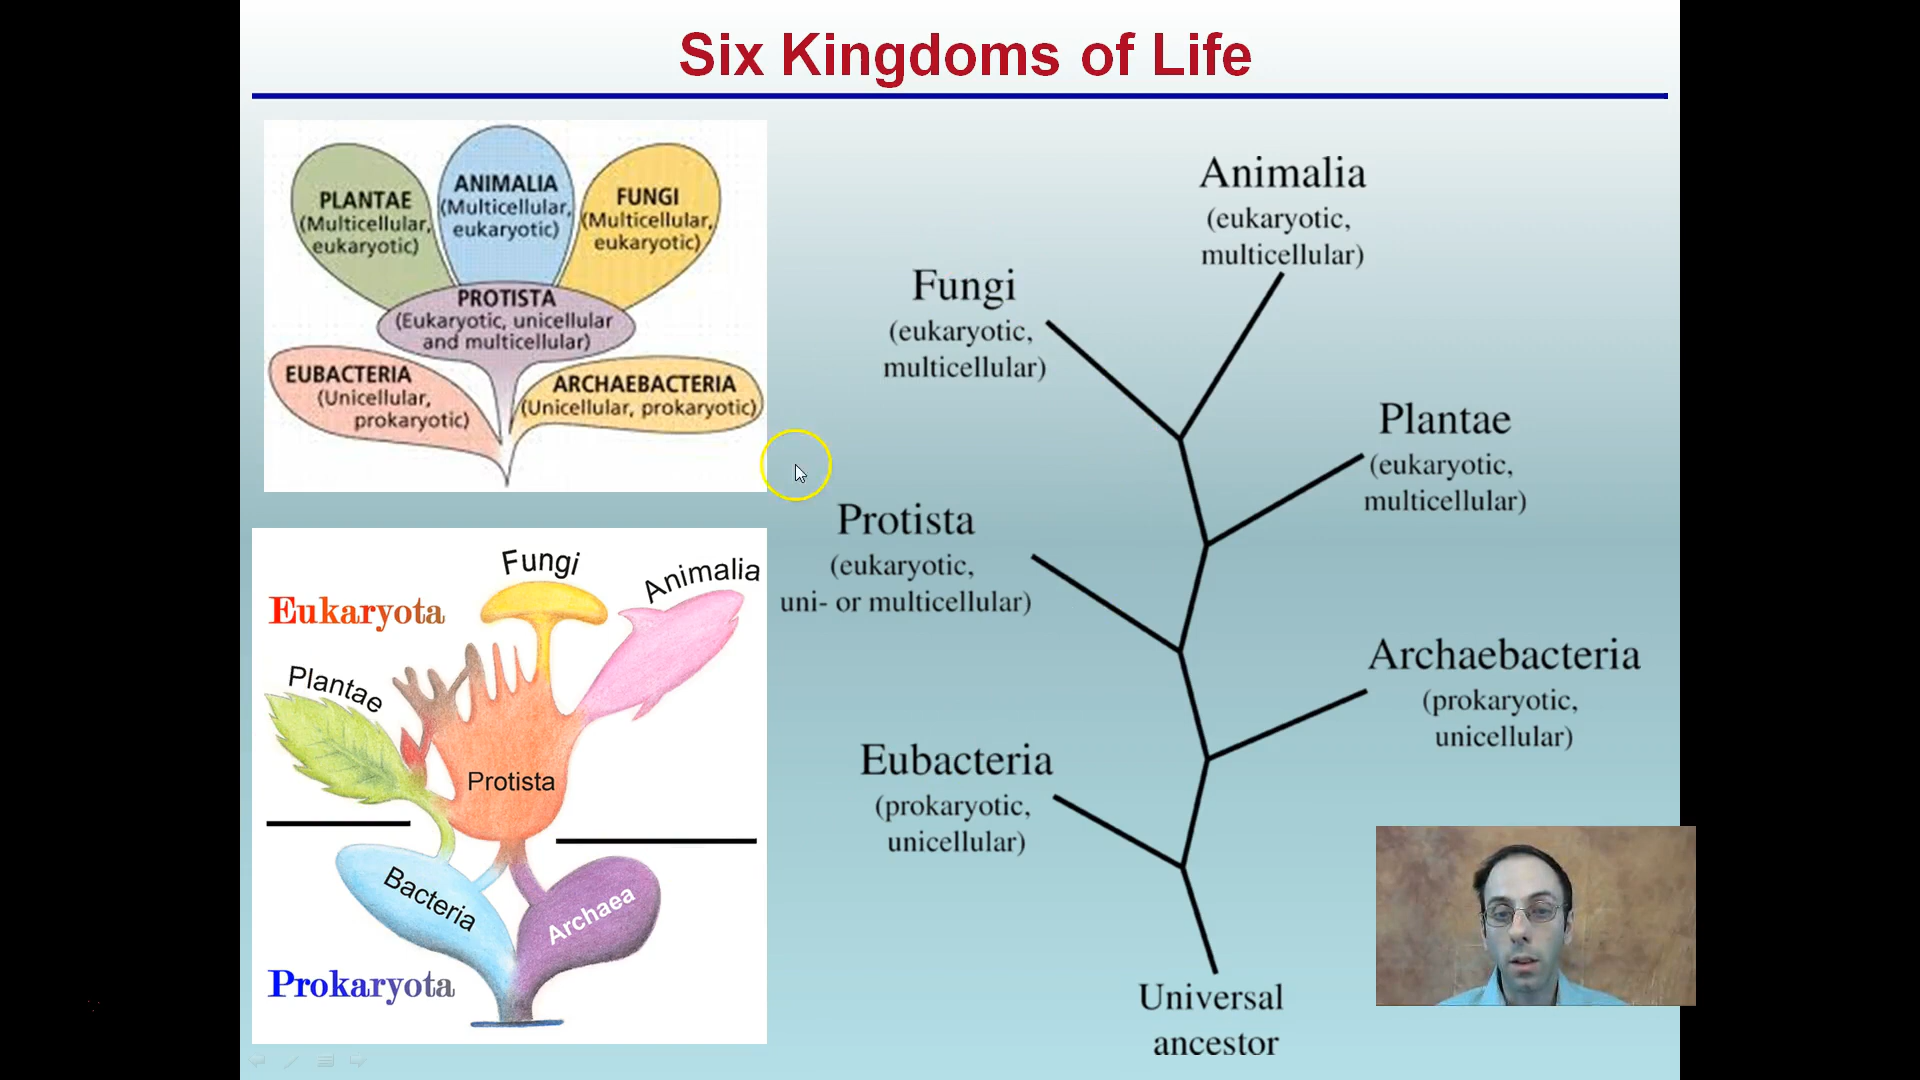 Six Kingdoms of Life
PLANTAE
(Multicellular,
eukaryotic)
ANIMALIA
(Multicellular,
eukaryotic)
FUNGI
(Multicellular,
eukaryotic)
PROTISTA
(Eukaryotic, unicellular
and multicellular)
EUBACTERIA
(Unicellular,
prokaryotic)
ARCHAEBACTERIA
(Unicellular, prokaryotic)
Eukaryota
Fungi
Animalia
Plantae
Protista
Bacteria
Archaea
Prokaryota
Animalia
(eukaryotic,
multicellular)
Fungi
(eukaryotic,
multicellular)
Plantae
(eukaryotic,
multicellular)
Protista
(eukaryotic,
uni- or multicellular)
Archaebacteria
(prokaryotic,
unicellular)
Eubacteria
(prokaryotic,
unicellular)
Universal
ancestor